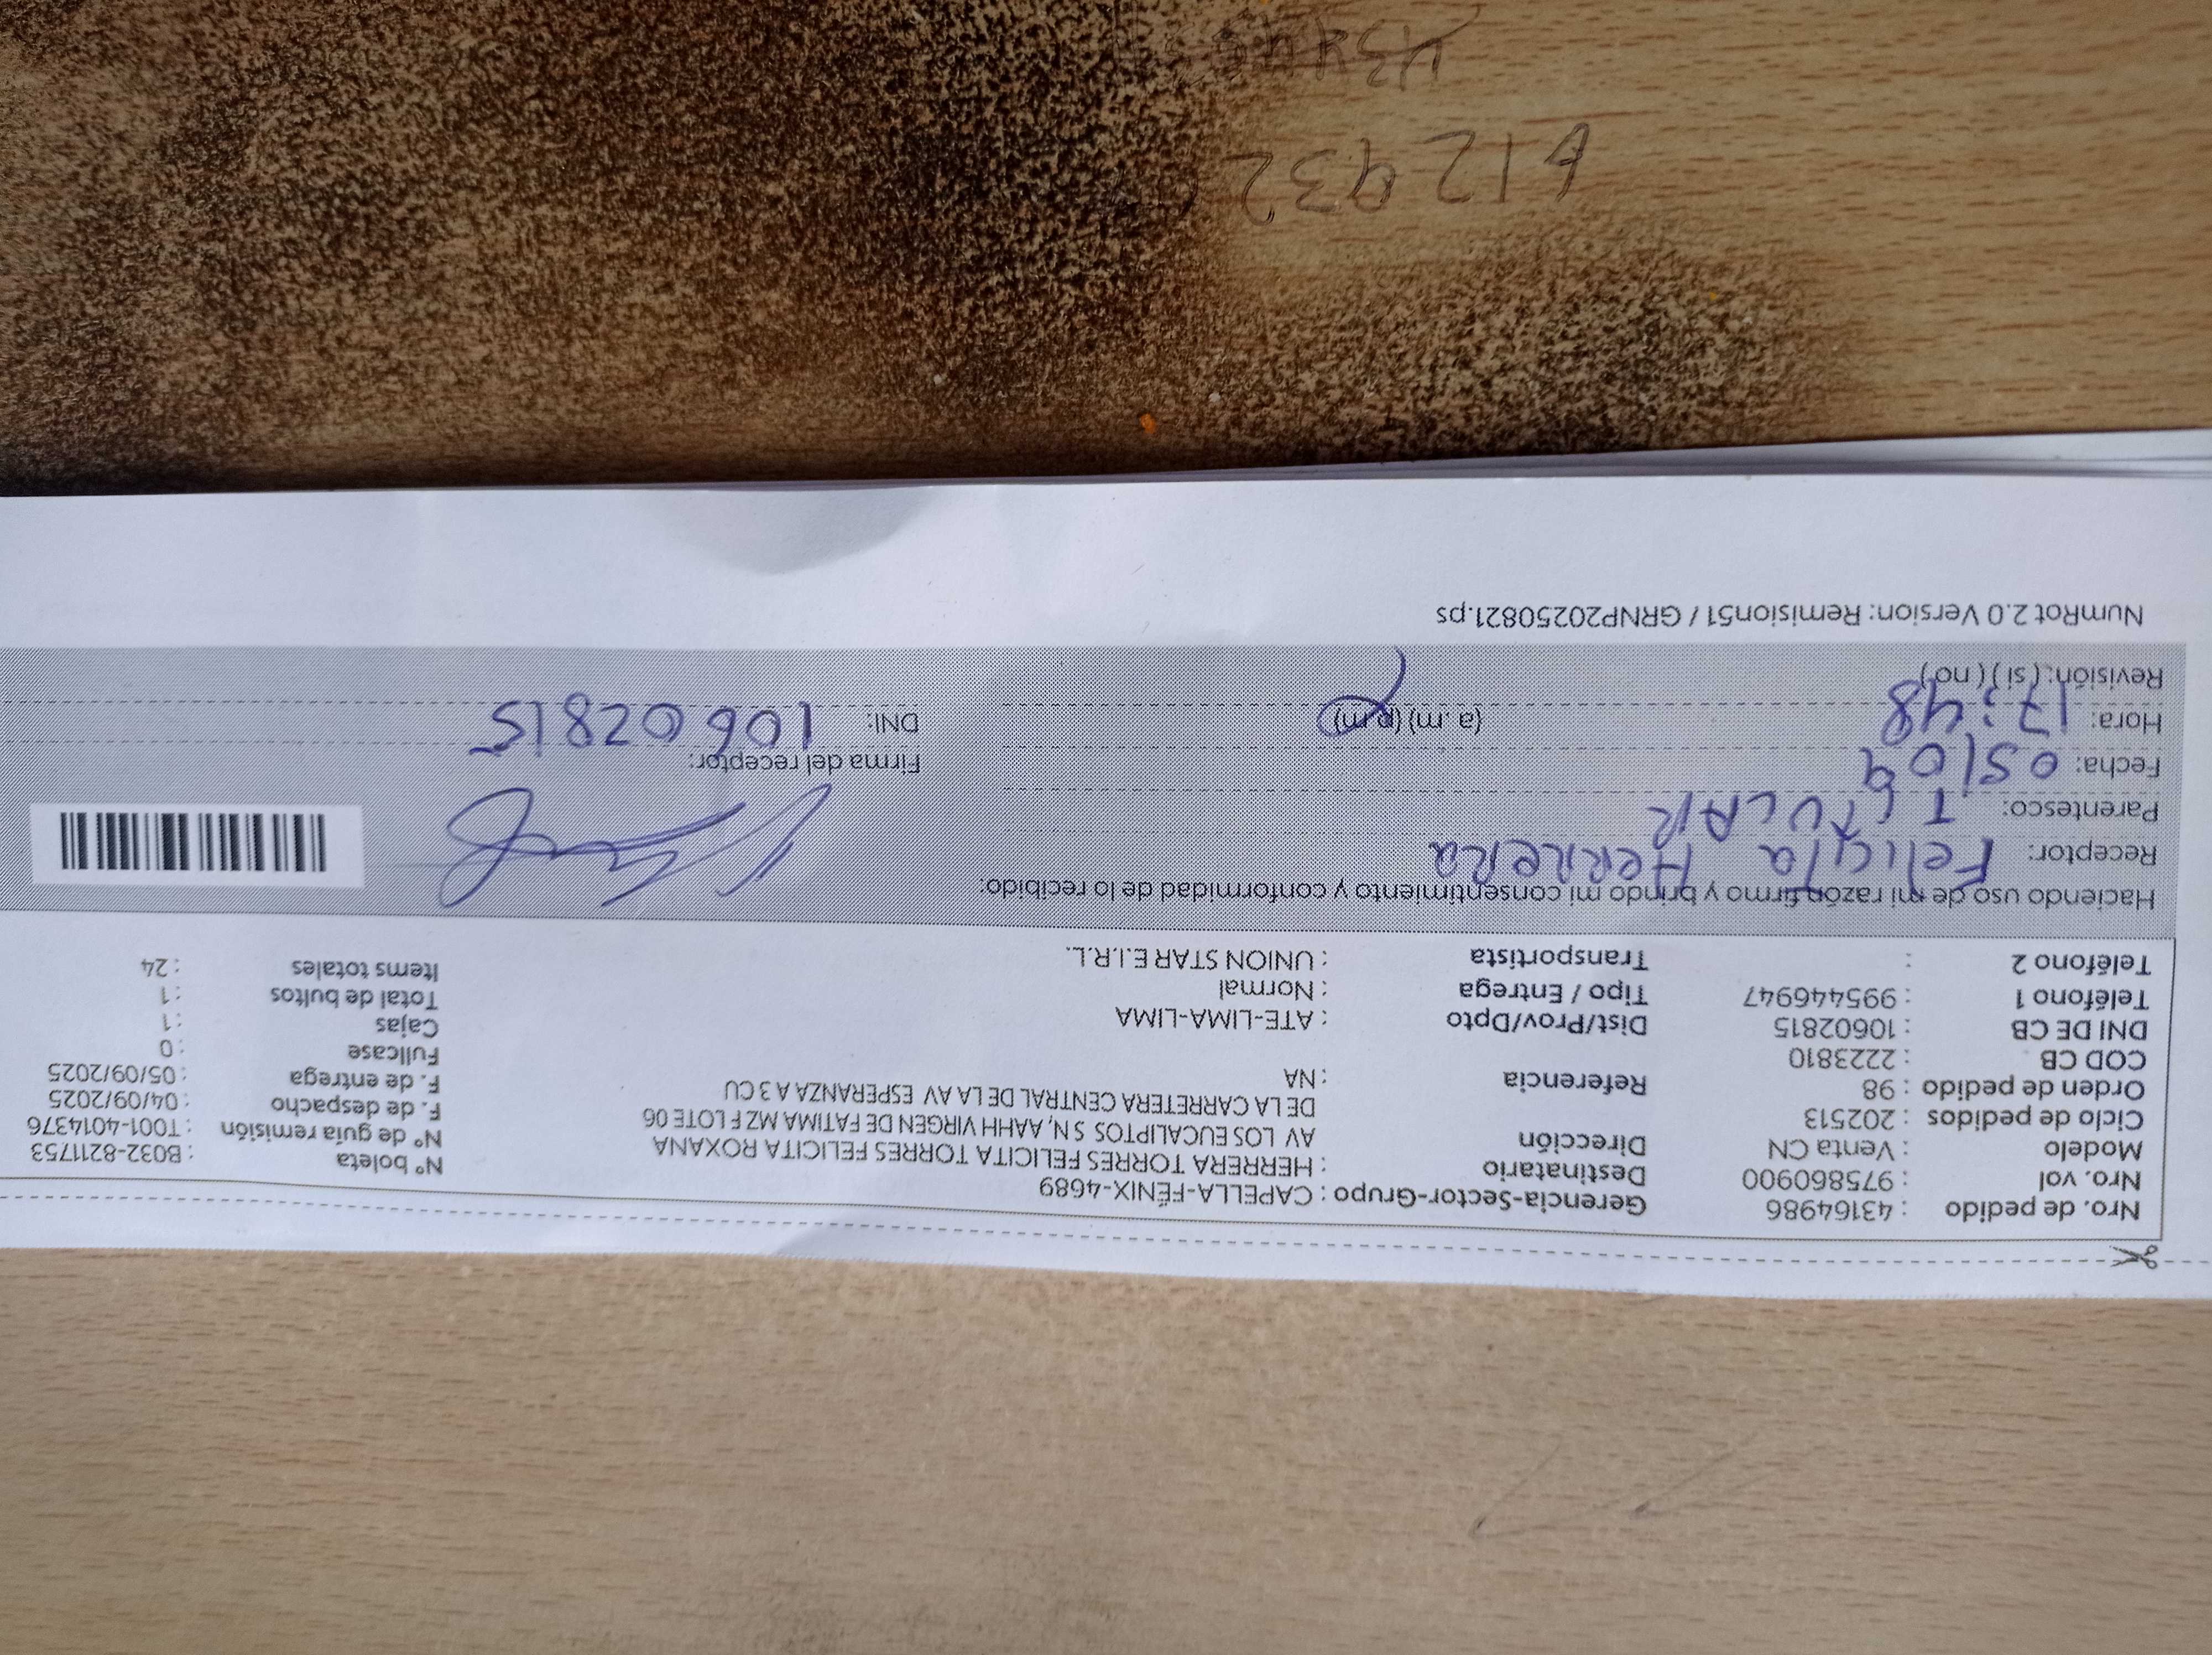 Nro. de pedido : 43164986
Nro. vol : 975860900
Modelo : Venta CN
Ciclo de pedidos : 202513
Orden de pedido : 98
COD CB : 2223810
DNI DE CB : 10602815
Teléfono 1 : 995446947
Teléfono 2 :
Gerencia-Sector-Grupo : CAPELLA-FÉNIX-4689
Destinatario : HERRERA TORRES FELICITA TORRES FELICITA ROXANA
Dirección AV LOS EUCALIPTOS S N, AAHH VIRGEN DE FATIMA MZ F LOTE 06
DE LA CARRETERA CENTRAL DE LA AV ESPERANZA A 3 CU
Referencia : NA
Dist/Prov/Dpto : ATE-LIMA-LIMA
Tipo / Entrega : Normal
Transportista : UNION STAR E.I.R.L.
N° boleta : B032-8211753
N° de guía remisión : T001-4014376
F. de despacho : 04/09/2025
F. de entrega : 05/09/2025
Fullcase : 0
Cajas : 1
Total de bultos : 1
Items totales : 24
Haciendo uso de mi razón firmo y brindo mi consentimiento y conformidad de lo recibido:
Receptor: Felicita Herrera
Parentesco: TITULAR
Fecha: 05/09
Hora: 17:48 (a. m) (p.m)
Revisión: ( si ) ( no )
Firma del receptor:
DNI: 10602815
NumRot 2.0 Version: Remision51 / GRNP20250821.ps